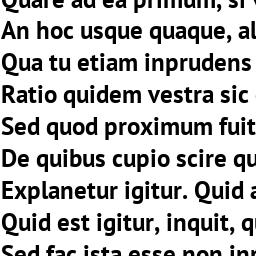 Quare ad ea primum, si v
An hoc usque quaque, al
Qua tu etiam inprudens
Ratio quidem vestra sic
Sed quod proximum fuit
De quibus cupio scire qu
Explanetur igitur. Quid a
Quid est igitur, inquit, q
Sed fac ista esse non inp